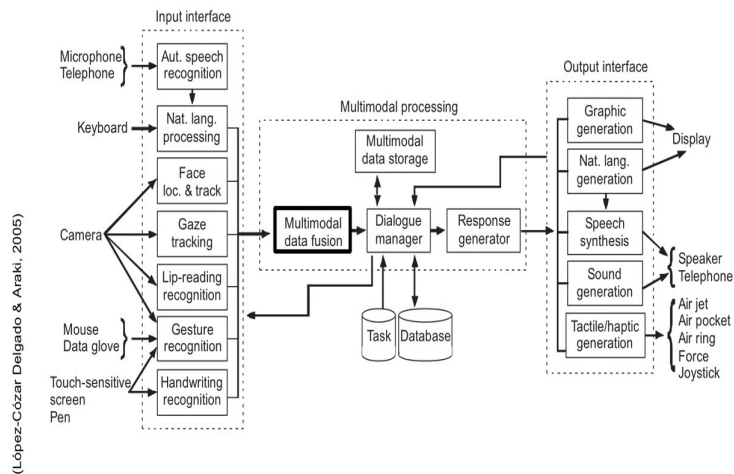 Input interface
Microphone
Telephone
Aut. speech
recognition
Keyboard
Nat. lang.
processing
Face
loc. & track
Camera
Gaze
tracking
Lip-reading
recognition
Mouse
Data glove
Gesture
recognition
Touch-sensitive
screen
Pen
Handwriting
recognition
Multimodal processing
Multimodal
data storage
Multimodal
data fusion
Dialogue
manager
Response
generator
Task
Database
Output interface
Graphic
generation
Display
Nat. lang.
generation
Speech
synthesis
Speaker
Telephone
Sound
generation
Tactile/haptic
generation
Air jet
Air pocket
Air ring
Force
Joystick
(López-Cózar Delgado & Araki, 2005)